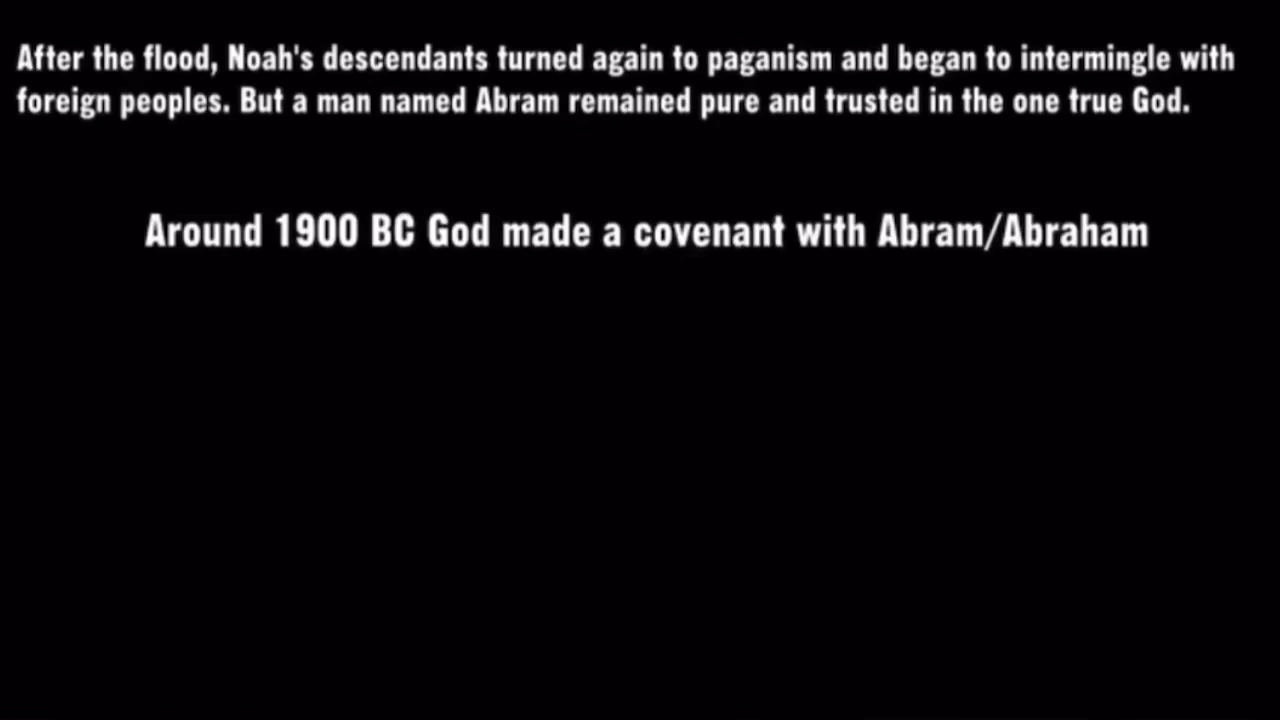 After the flood, Noah's descendants turned again to paganism and began to intermingle with
foreign peoples. But a man named Abram remained pure and trusted in the one true God.
Around 1900 BC God made a covenant with Abram/Abraham